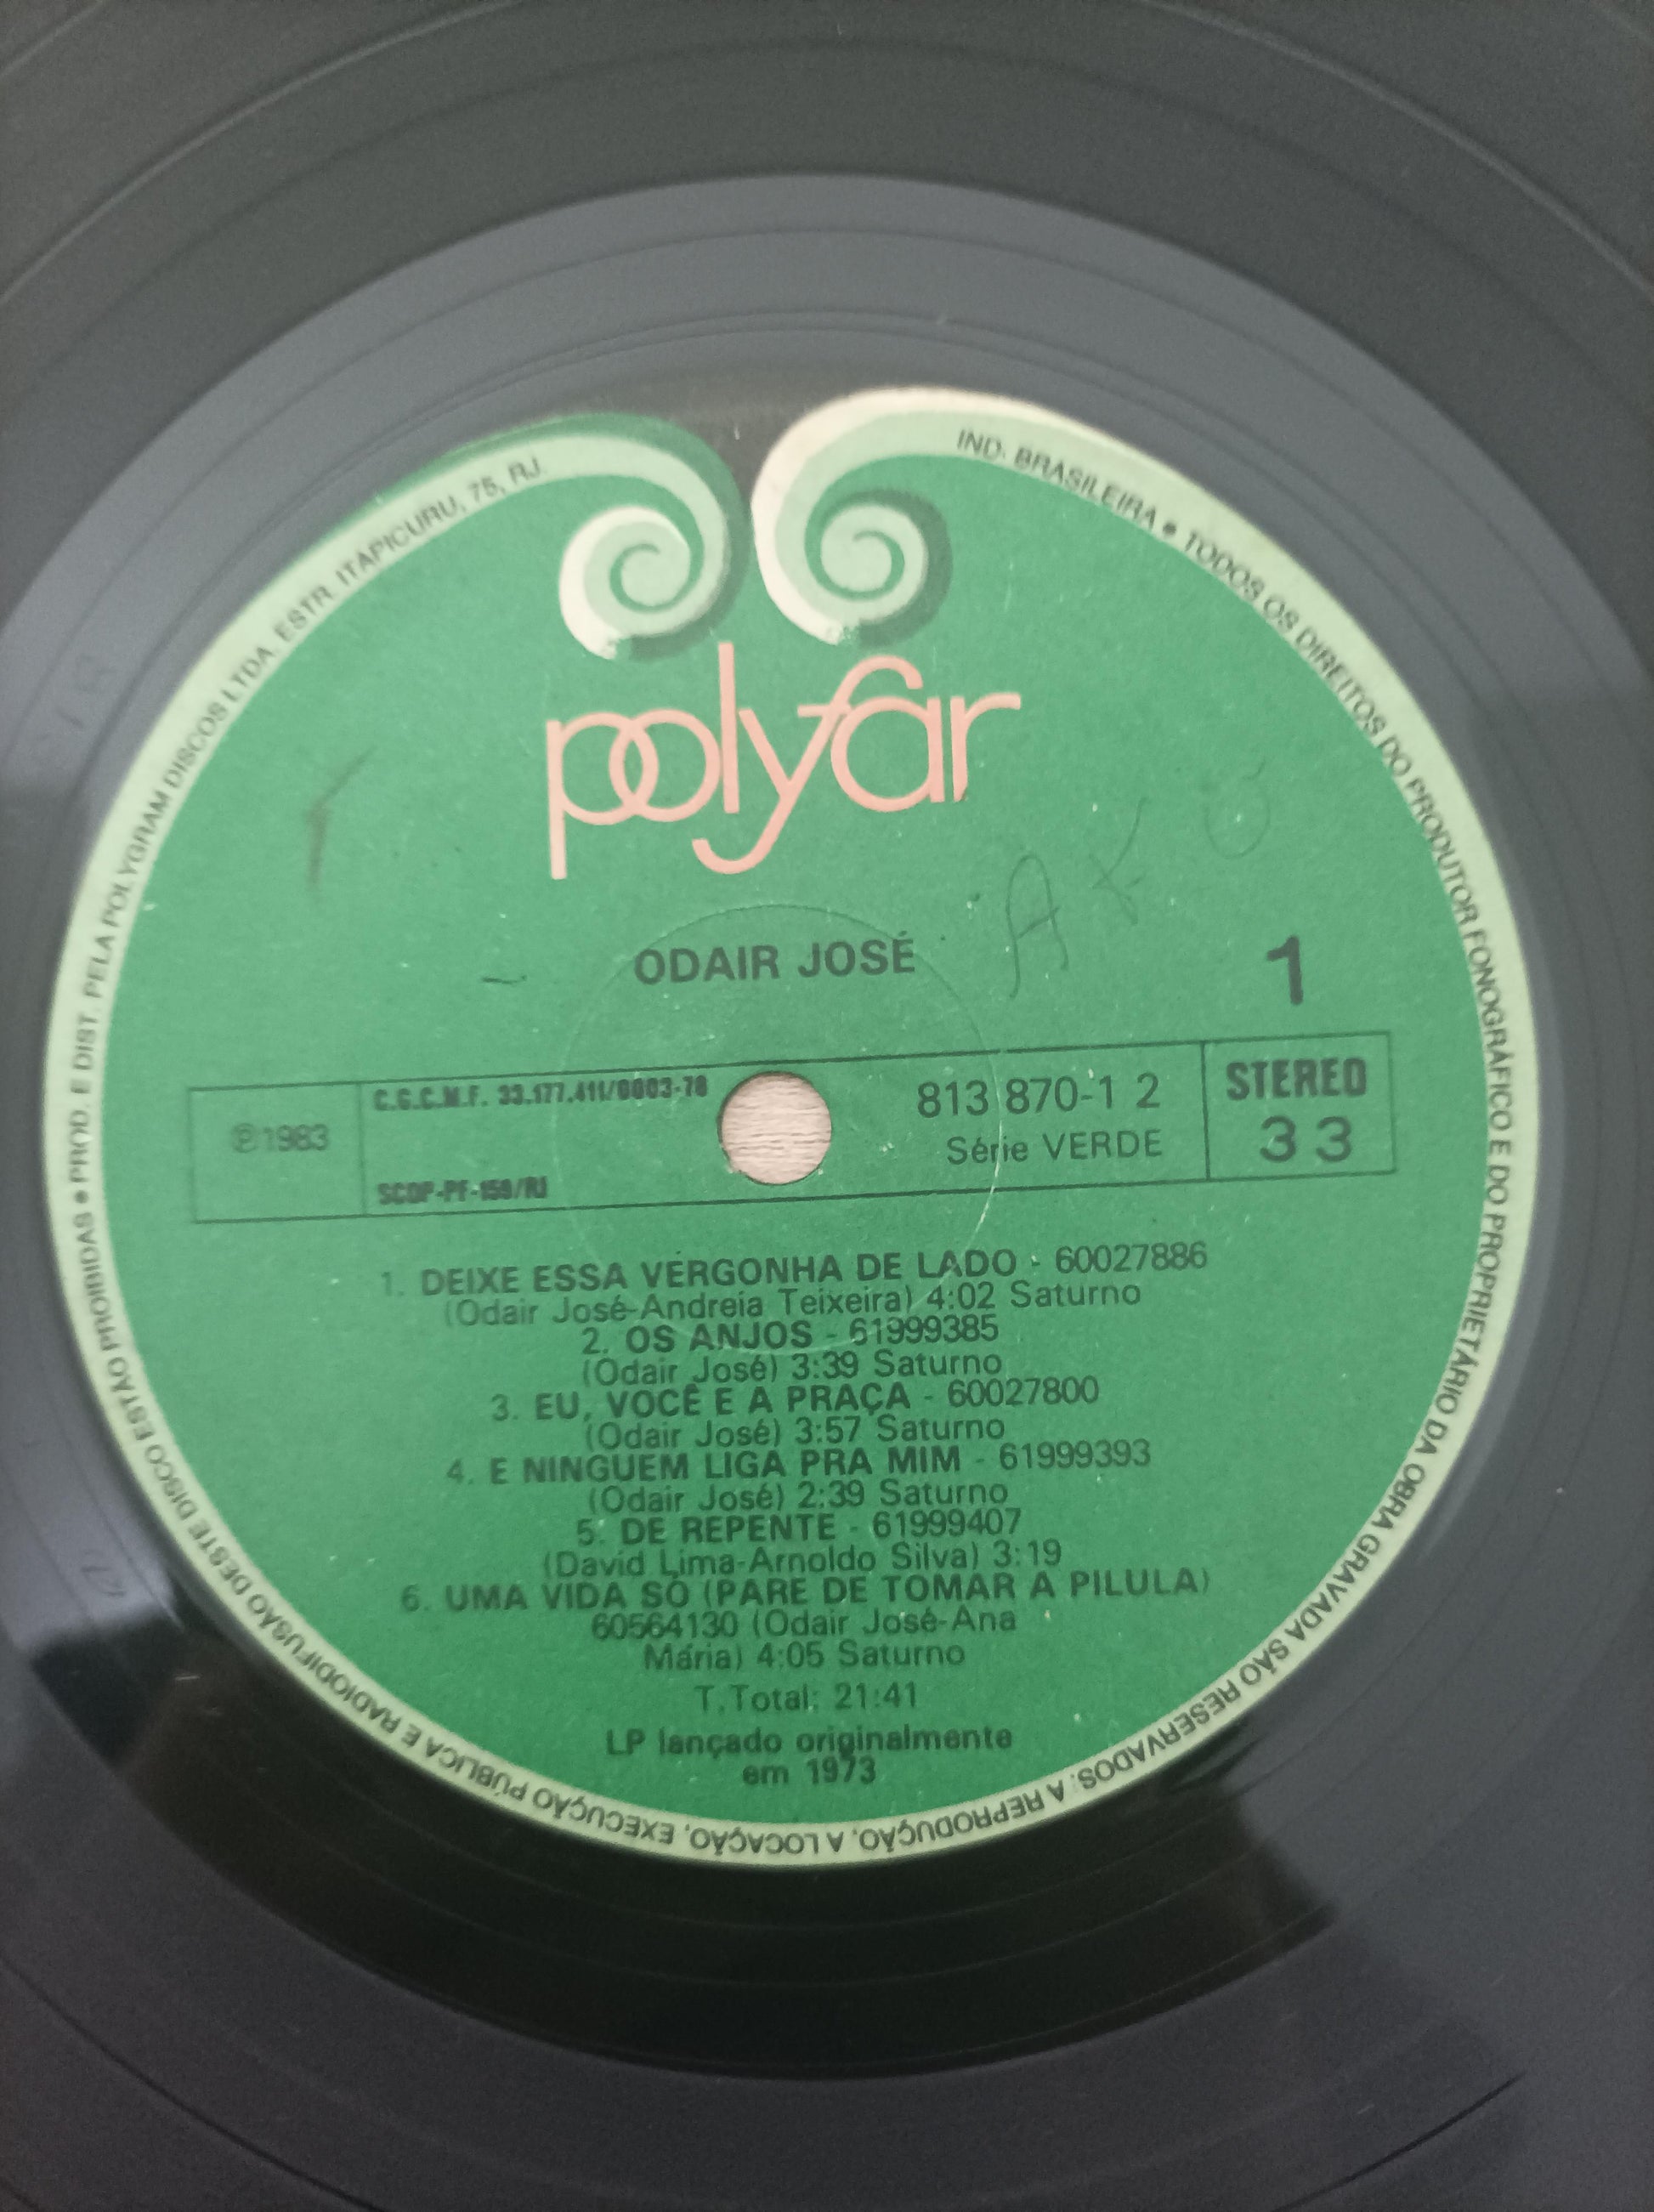 polyfar
ODAIR JOSÉ
1
℗1983
C.G.C.M.F. 33.177.411/0003-70
SCDP-PF-150/RJ
813 870-1 2
Série VERDE
STEREO
33
1. DEIXE ESSA VERGONHA DE LADO - 60027886
(Odair José-Andreia Teixeira) 4:02 Saturno
2. OS ANJOS - 61999385
(Odair José) 3:39 Saturno
3. EU, VOCÊ E A PRAÇA - 60027800
(Odair José) 3:57 Saturno
4. E NINGUEM LIGA PRA MIM - 61999393
(Odair José) 2:39 Saturno
5. DE REPENTE - 61999407
(David Lima-Arnoldo Silva) 3:19
6. UMA VIDA SÓ (PARE DE TOMAR A PILULA)
60564130 (Odair José-Ana
Maria) 4:05 Saturno
T.Total: 21:41
LP lançado originalmente
em 1973
IND. BRASILEIRA • TODOS OS DIREITOS DO PRODUTOR FONOGRÁFICO E DO PROPRIETÁRIO DA OBRA GRAVADA SÃO RESERVADOS. A REPRODUÇÃO, A LOCAÇÃO, EXECUÇÃO PÚBLICA E RADIODIFUSÃO DESTE DISCO ESTÃO PROIBIDAS • PROD. E DIST. PELA POLYGRAM DISCOS LTDA. ESTR. ITAPICURU, 75, RJ.